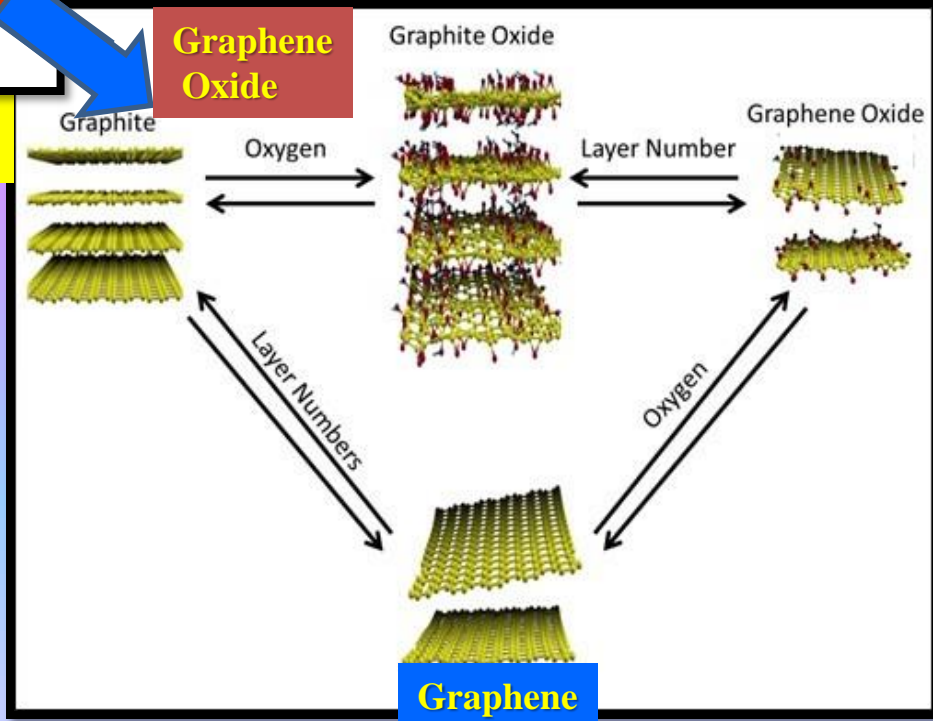 Graphene
Oxide
Graphite Oxide
Graphite
Graphene Oxide
Oxygen
Layer Number
Layer Numbers
Oxygen
Graphene